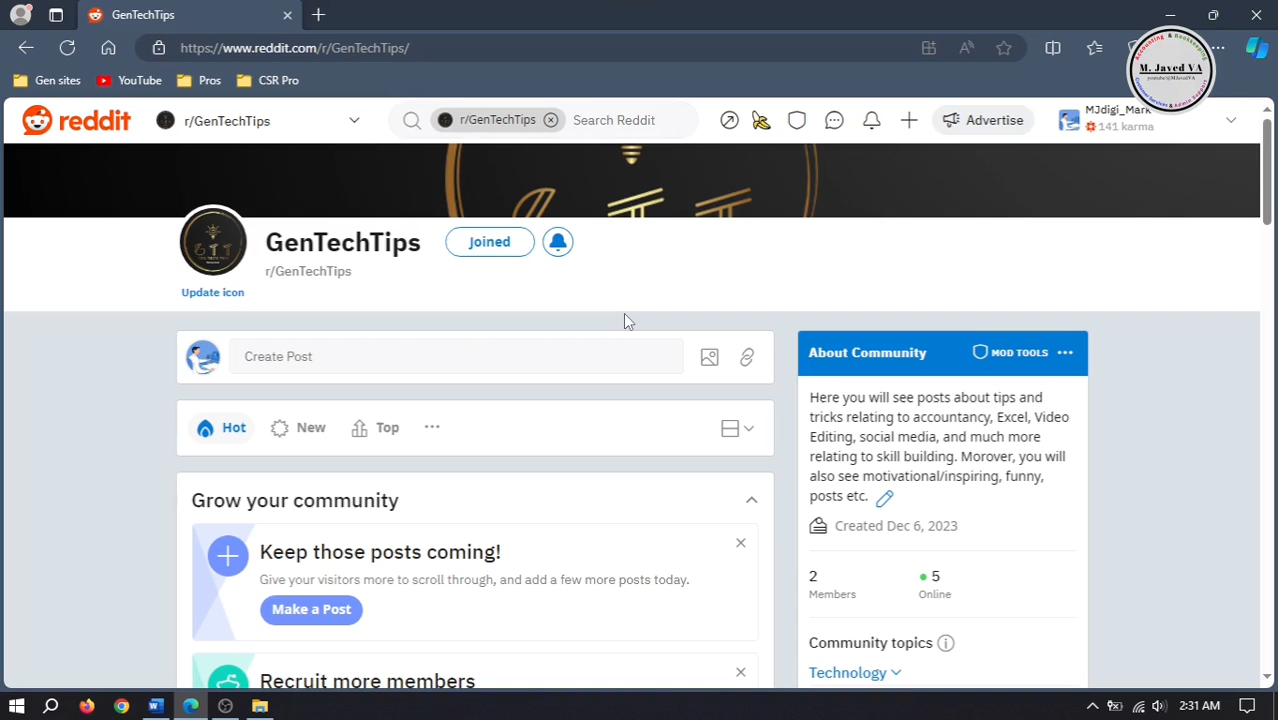 GenTechTips
https://www.reddit.com/r/GenTechTips/
Gen sites YouTube Pros CSR Pro
Accounting & Bookkeeping
M. Javed VA
youtube@MJavedVA
reddit r/GenTechTips r/GenTechTips Search Reddit Advertise MJdigi_Mark
141 karma
GenTechTips Joined
r/GenTechTips
Update icon
Create Post
Hot New Top
Grow your community
Keep those posts coming!
Give your visitors more to scroll through, and add a few more posts today.
Make a Post
Recruit more members
About Community MOD TOOLS
Here you will see posts about tips and
tricks relating to accountancy, Excel, Video
Editing, social media, and much more
relating to skill building. Morover, you will
also see motivational/inspiring, funny,
posts etc.
Created Dec 6, 2023
2 5
Members Online
Community topics
Technology
2:31 AM